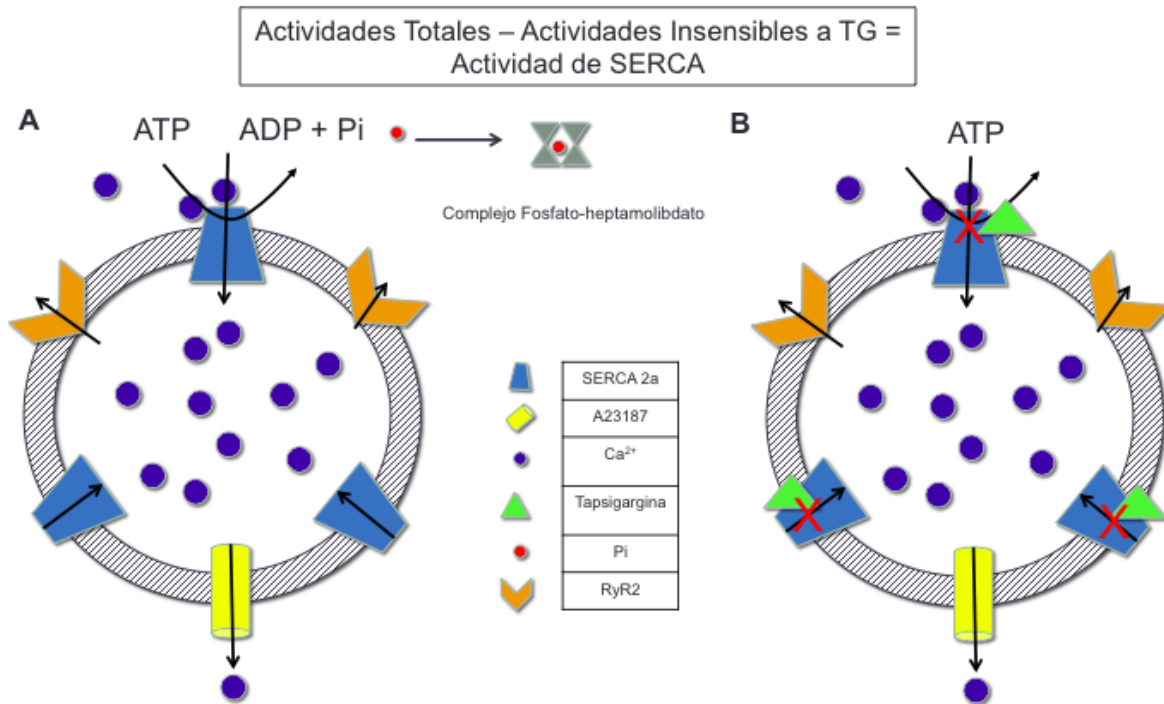 Actividades Totales – Actividades Insensibles a TG =
Actividad de SERCA
A
ATP
ADP + Pi
Complejo Fosfato-heptamolibdato
B
ATP
SERCA 2a
A23187
Ca²⁺
Tapsigargina
Pi
RyR2